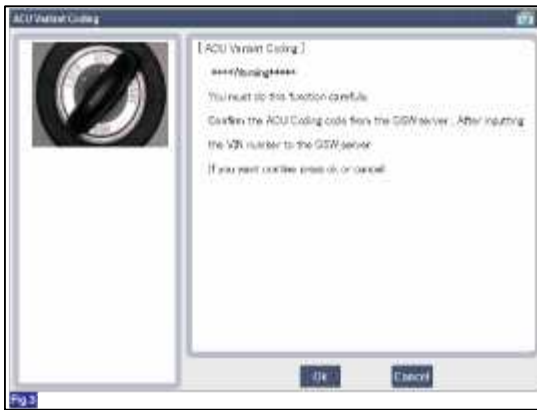 ACU Variant Coding
[ ACU Variant Coding ]
****Warning*****
You must do this function carefully.
Confirm the ACU Coding code from the GSW server . After inputting
the VIN number to the GSW server
If you want continue press ok or cancel
Ok
Cancel
Fig.3